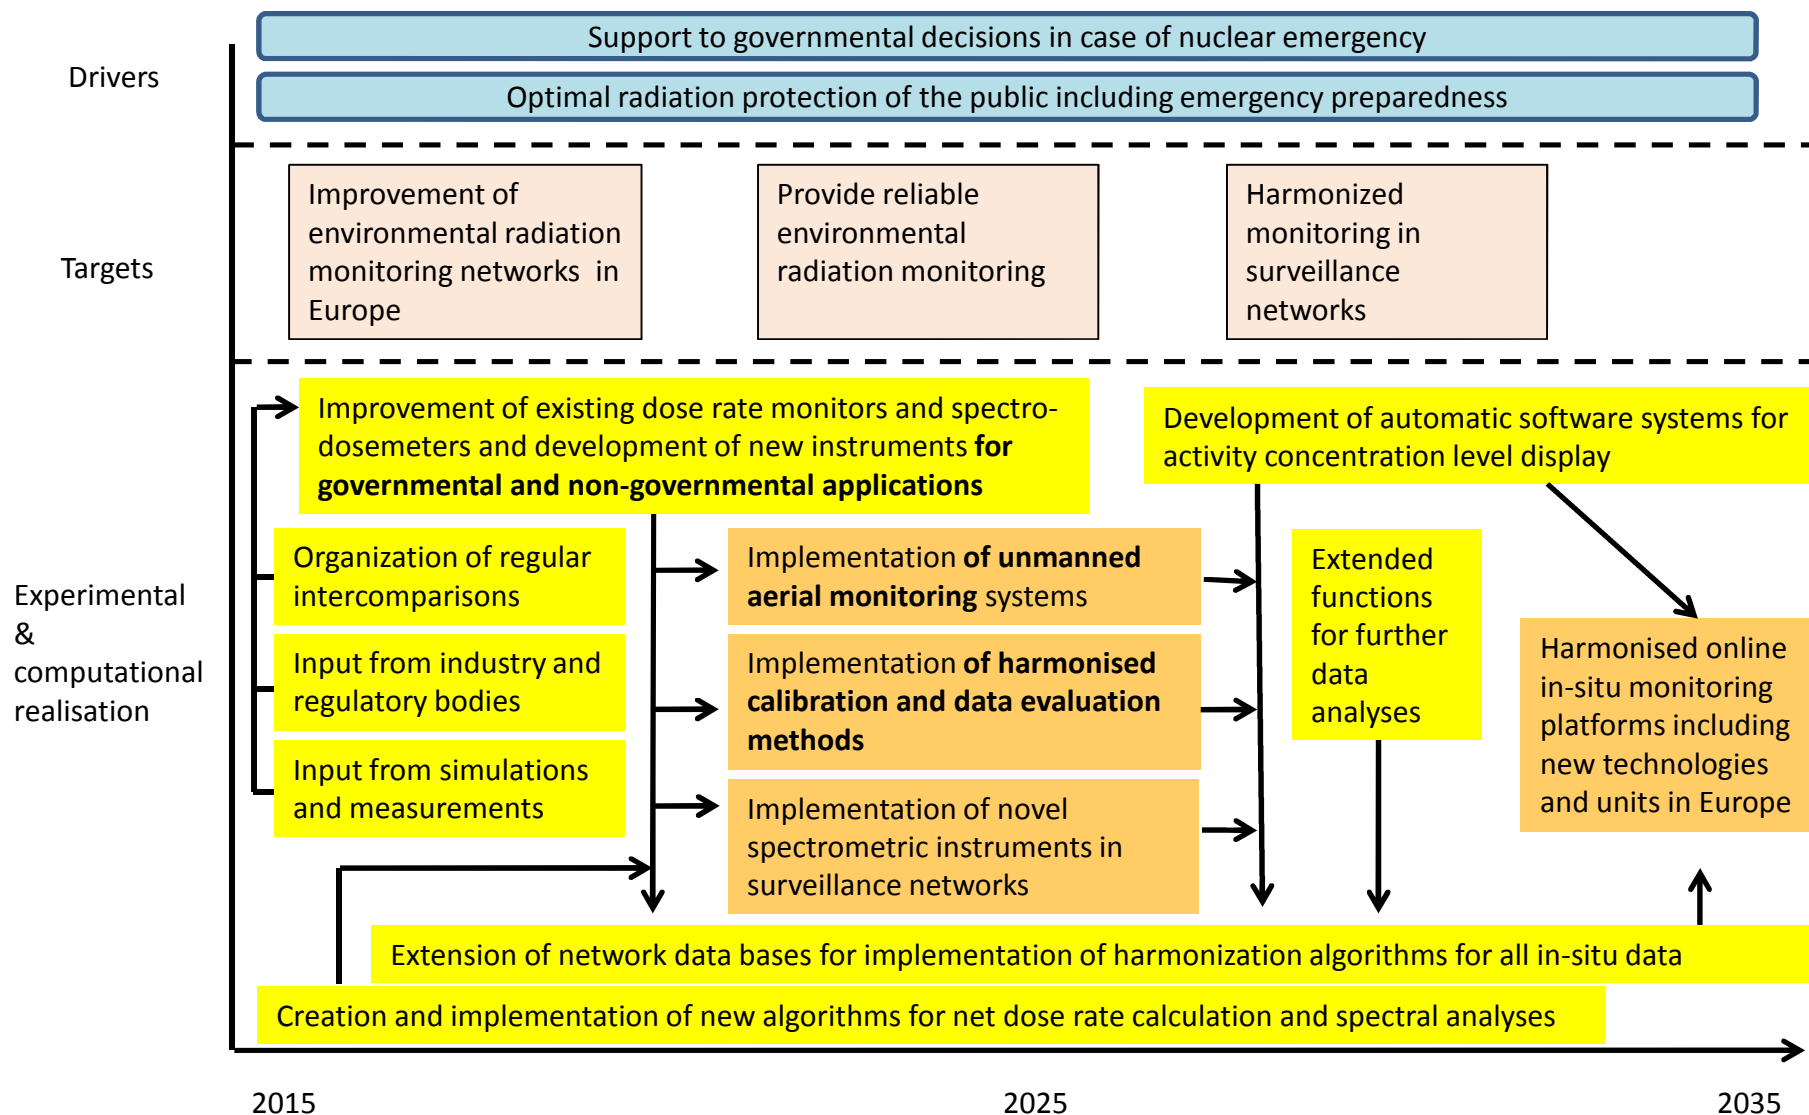 Support to governmental decisions in case of nuclear emergency
Drivers
Optimal radiation protection of the public including emergency preparedness
Targets
Improvement of
environmental radiation
monitoring networks in
Europe
Provide reliable
environmental
radiation monitoring
Harmonized
monitoring in
surveillance
networks
Improvement of existing dose rate monitors and spectro-
dosemeters and development of new instruments for
governmental and non-governmental applications
Development of automatic software systems for
activity concentration level display
Experimental
&
computational
realisation
Organization of regular
intercomparisons
Input from industry and
regulatory bodies
Input from simulations
and measurements
Implementation of unmanned
aerial monitoring systems
Implementation of harmonised
calibration and data evaluation
methods
Implementation of novel
spectrometric instruments in
surveillance networks
Extended
functions
for further
data
analyses
Harmonised online
in-situ monitoring
platforms including
new technologies
and units in Europe
Extension of network data bases for implementation of harmonization algorithms for all in-situ data
Creation and implementation of new algorithms for net dose rate calculation and spectral analyses
2015
2025
2035